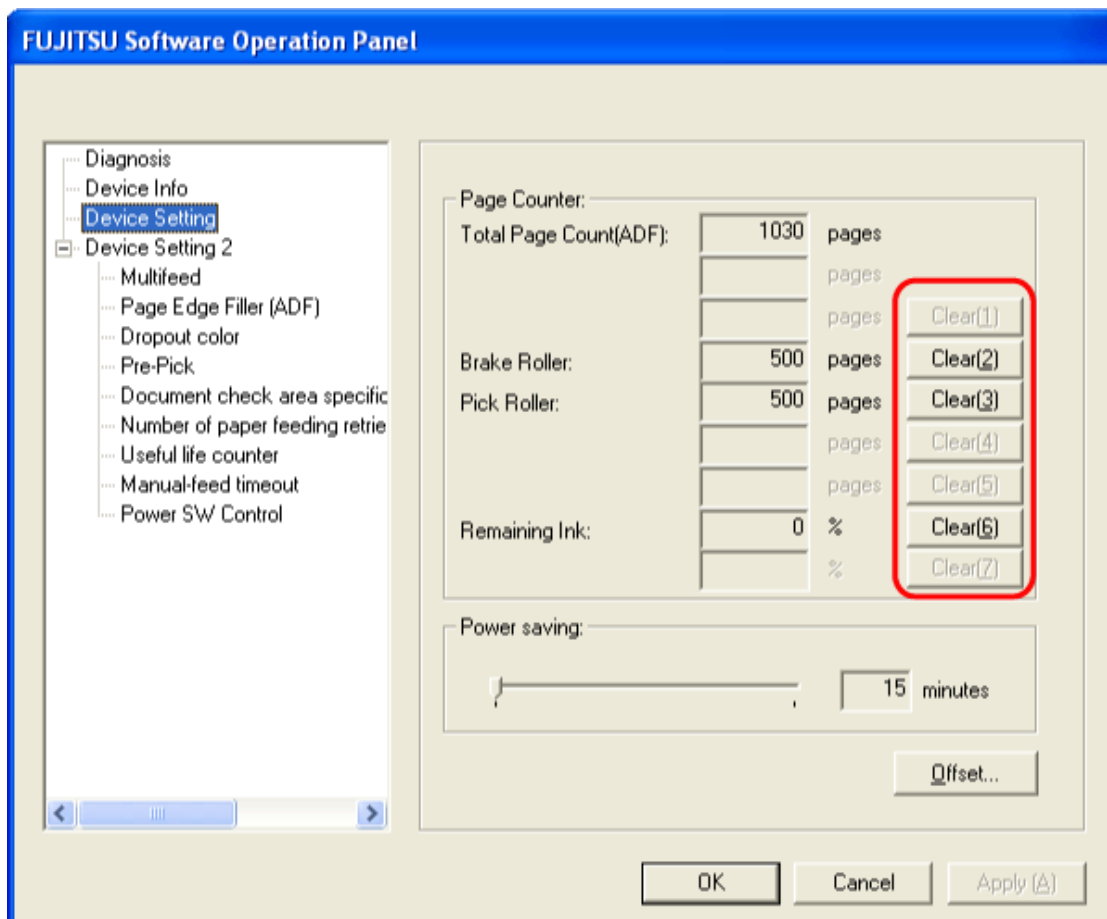 FUJITSU Software Operation Panel
Diagnosis
Device Info
Device Setting
Device Setting 2
Multifeed
Page Edge Filler (ADF)
Dropout color
Pre-Pick
Document check area specific
Number of paper feeding retrie
Useful life counter
Manual-feed timeout
Power SW Control
Page Counter:
Total Page Count(ADF): 1030 pages
pages
pages Clear(1)
Brake Roller: 500 pages Clear(2)
Pick Roller: 500 pages Clear(3)
pages Clear(4)
pages Clear(5)
Remaining Ink: 0 % Clear(6)
% Clear(7)
Power saving:
15 minutes
Offset...
OK Cancel Apply (A)